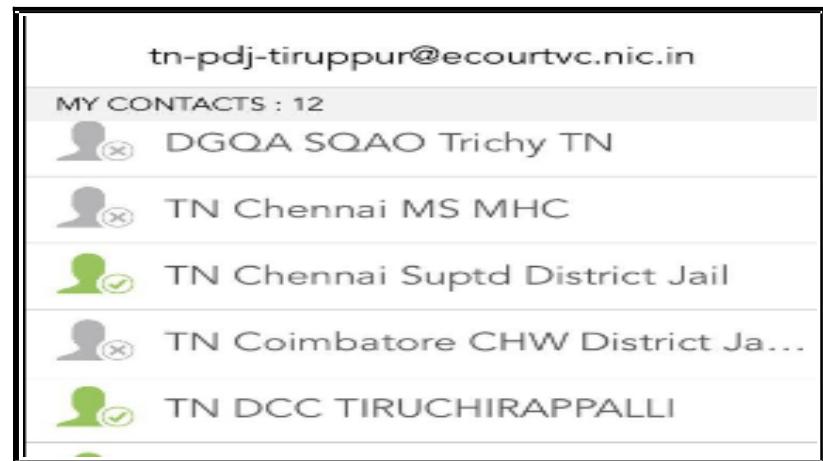 tn-pdj-tiruppur@ecourtvc.nic.in
MY CONTACTS : 12
DGQA SQAO Trichy TN
TN Chennai MS MHC
TN Chennai Suptd District Jail
TN Coimbatore CHW District Ja...
TN DCC TIRUCHIRAPPALLI